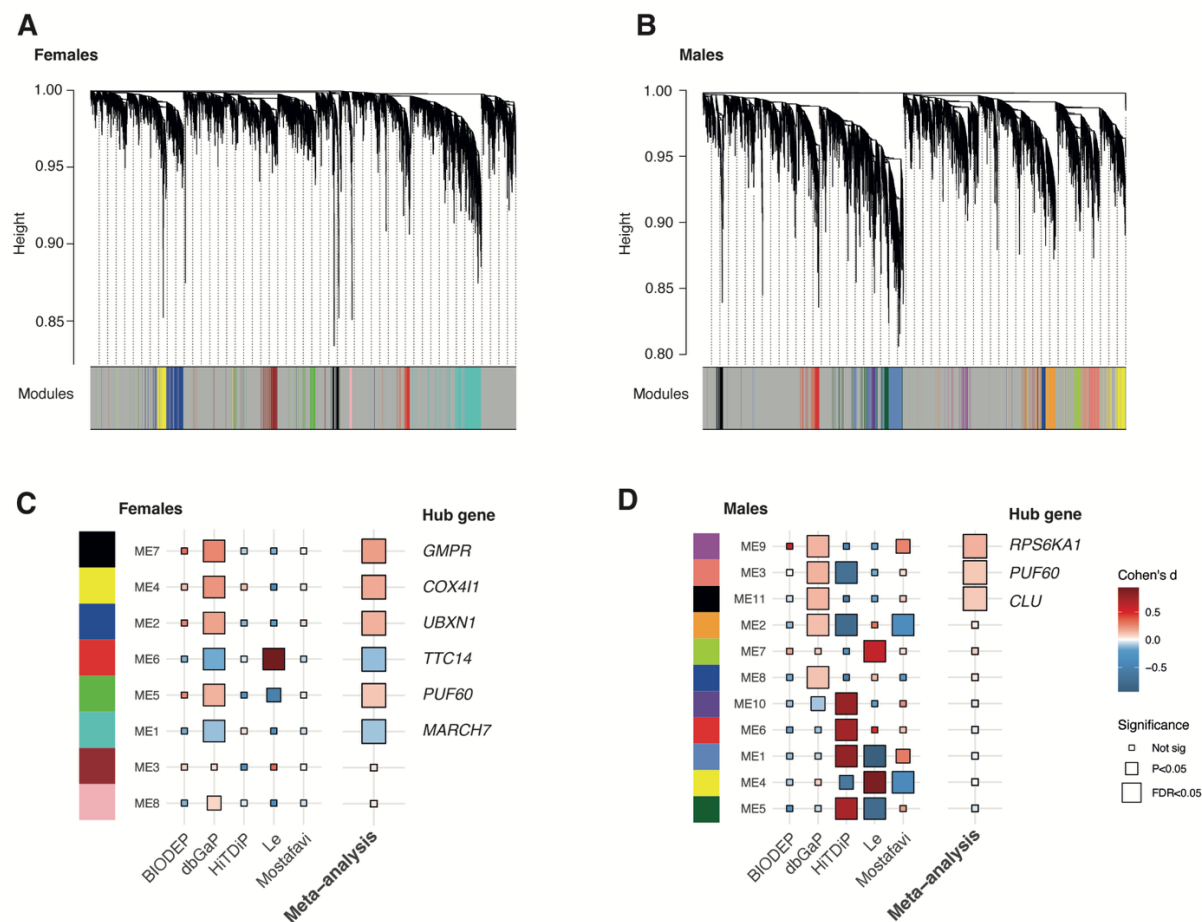 A
Females
1.00
0.95
0.90
0.85
Height
Modules
B
Males
1.00
0.95
0.90
0.85
0.80
Height
Modules
C
Females
Hub gene
ME7
GMPR
ME4
COX4I1
ME2
UBXN1
ME6
TTC14
ME5
PUF60
ME1
MARCH7
ME3
ME8
BIODEP
dbGaP
HiTDiP
Le
Mostafavi
Meta−analysis
D
Males
Hub gene
ME9
RPS6KA1
ME3
PUF60
ME11
CLU
ME2
ME7
ME8
ME10
ME6
ME1
ME4
ME5
BIODEP
dbGaP
HiTDiP
Le
Mostafavi
Meta−analysis
Cohen's d
0.5
0.0
−0.5
Significance
Not sig
P<0.05
FDR<0.05